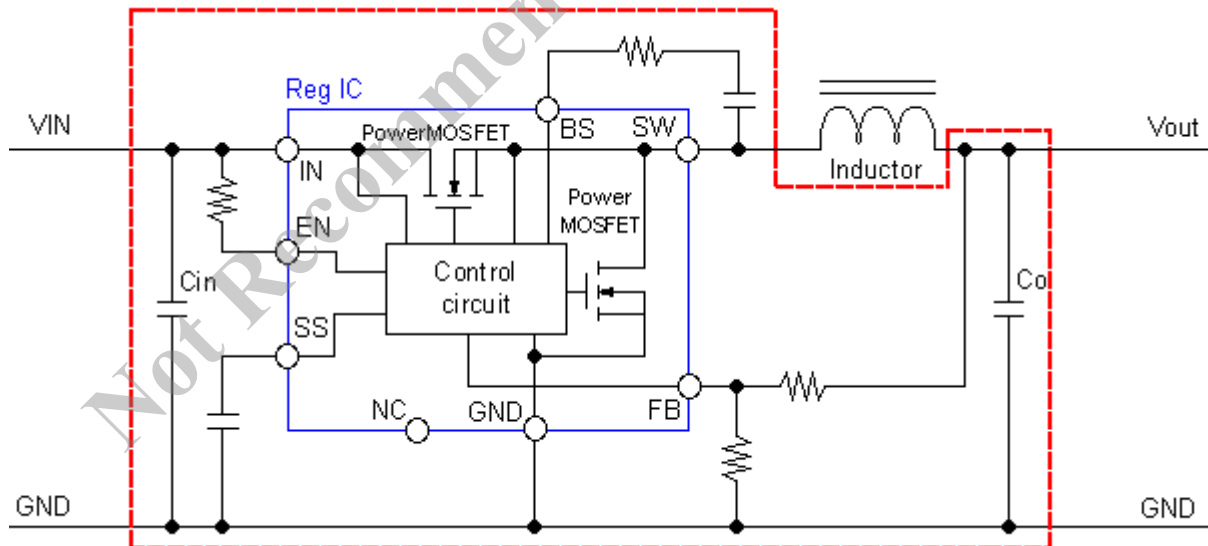 Not Recommen
Reg IC
VIN
PowerMOSFET
BS
SW
Vout
IN
Inductor
Power
MOSFET
EN
Control
circuit
Cin
Co
SS
NC
GND
FB
GND
GND